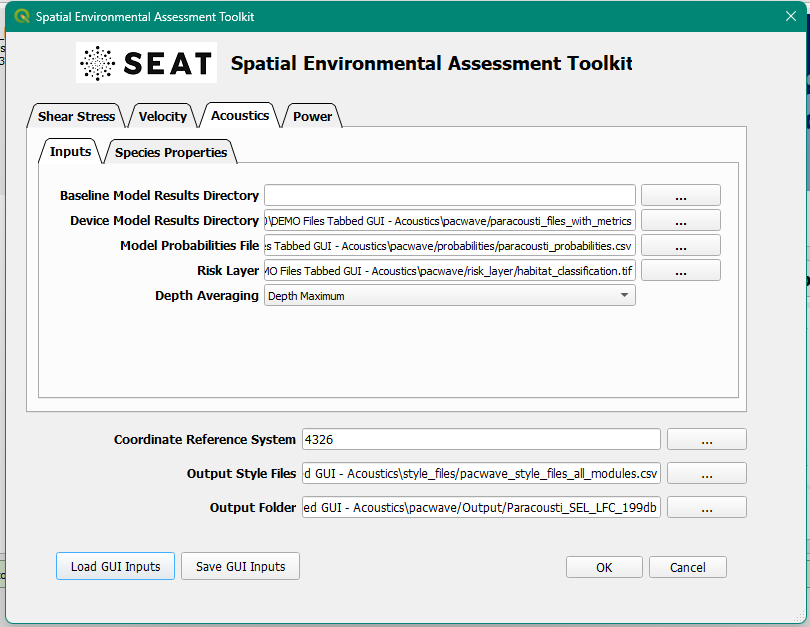 Spatial Environmental Assessment Toolkit
SEAT Spatial Environmental Assessment Toolkit
Shear Stress Velocity Acoustics Power
Inputs Species Properties
Baseline Model Results Directory ...
Device Model Results Directory \DEMO Files Tabbed GUI - Acoustics\pacwave/paracousti_files_with_metrics ...
Model Probabilities File s Tabbed GUI - Acoustics\pacwave/probabilities/paracousti_probabilities.csv ...
Risk Layer MO Files Tabbed GUI - Acoustics\pacwave/risk_layer/habitat_classification.tif ...
Depth Averaging Depth Maximum
Coordinate Reference System 4326 ...
Output Style Files d GUI - Acoustics\style_files/pacwave_style_files_all_modules.csv ...
Output Folder ed GUI - Acoustics\pacwave/Output/Paracousti_SEL_LFC_199db ...
Load GUI Inputs Save GUI Inputs OK Cancel